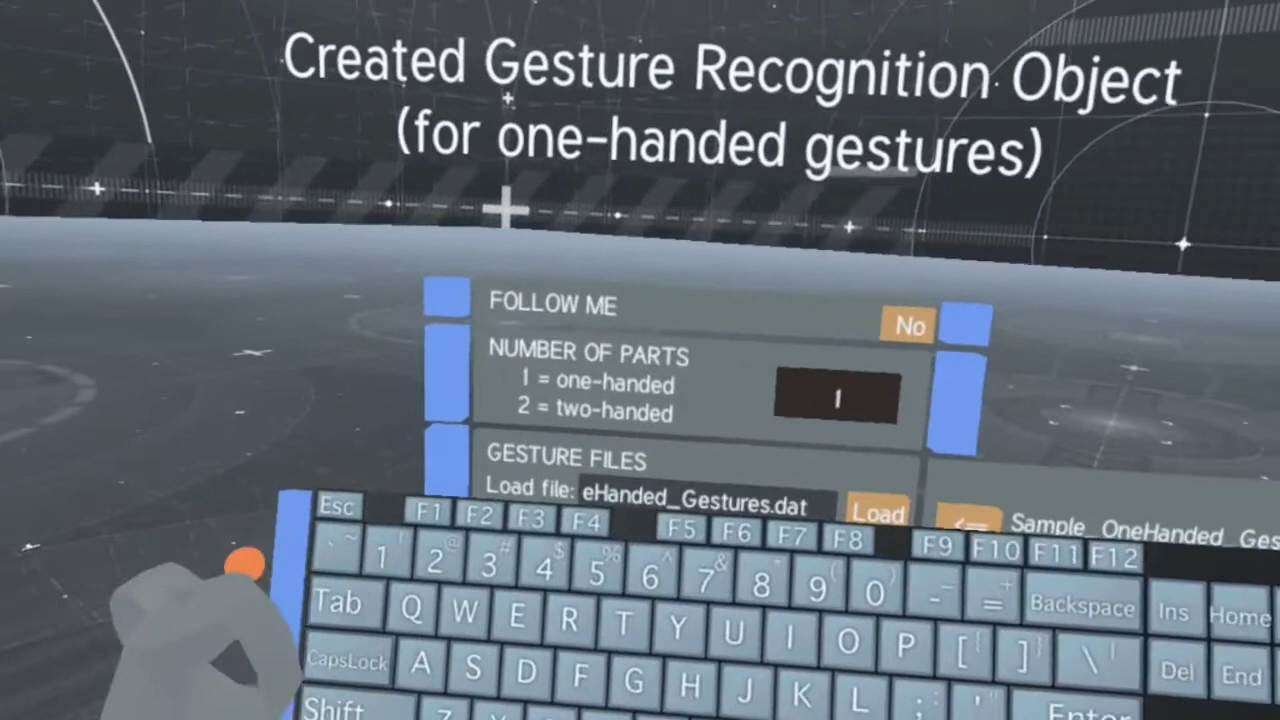 Created Gesture Recognition Object
(for one-handed gestures)
FOLLOW ME
No
NUMBER OF PARTS
1 = one-handed
2 = two-handed
1
GESTURE FILES
Load file: eHanded_Gestures.dat
Load
<= Sample_OneHanded_Ges
Esc F1 F2 F3 F4 F5 F6 F7 F8 F9 F10 F11 F12
` ~ 1 ! 2 @ 3 # 4 $ 5 % 6 ^ 7 & 8 * 9 ( 0 ) - _ = + Backspace Ins Home
Tab Q W E R T Y U I O P [ { ] } \ | Del End
CapsLock A S D F G H J K L ; : ' " Enter
Shift Z